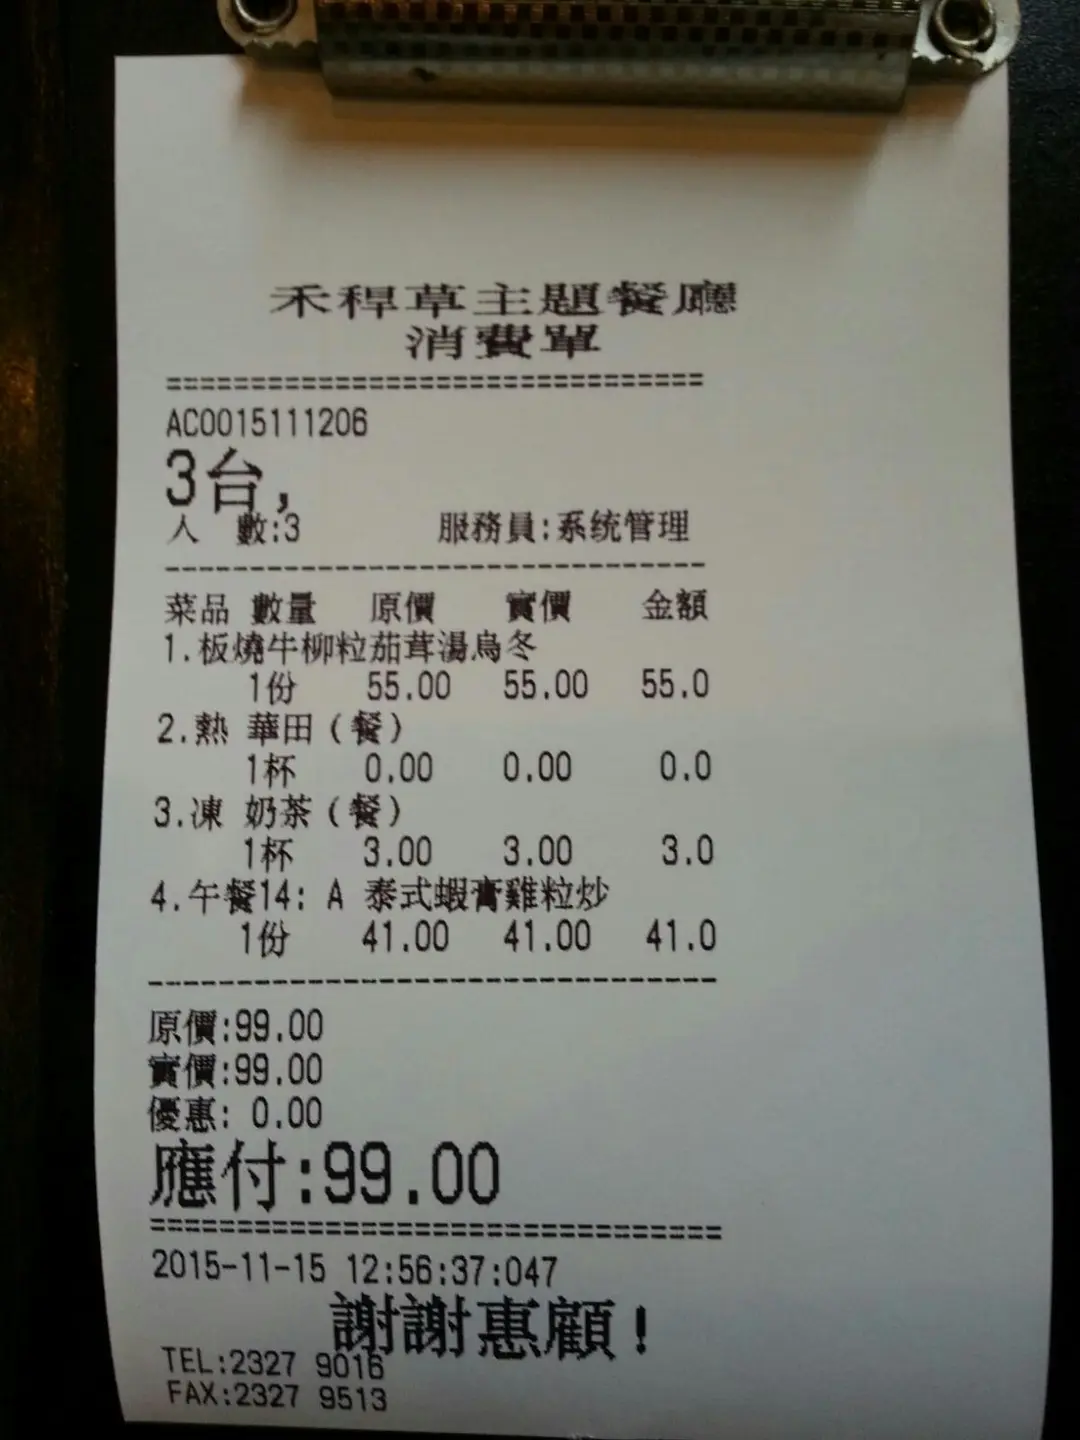 禾稈草主題餐廳
消費單
================================
AC0015111206
3台,
人 數:3 服務員:系统管理
--------------------------------
菜品 數量 原價 實價 金額
1.板燒牛柳粒茄茸湯烏冬
1份 55.00 55.00 55.0
2.熱 華田(餐)
1杯 0.00 0.00 0.0
3.凍 奶茶(餐)
1杯 3.00 3.00 3.0
4.午餐14: A 泰式蝦膏雞粒炒
1份 41.00 41.00 41.0
--------------------------------
原價:99.00
實價:99.00
優惠: 0.00
應付:99.00
================================
2015-11-15 12:56:37:047
謝謝惠顧!
TEL:2327 9016
FAX:2327 9513